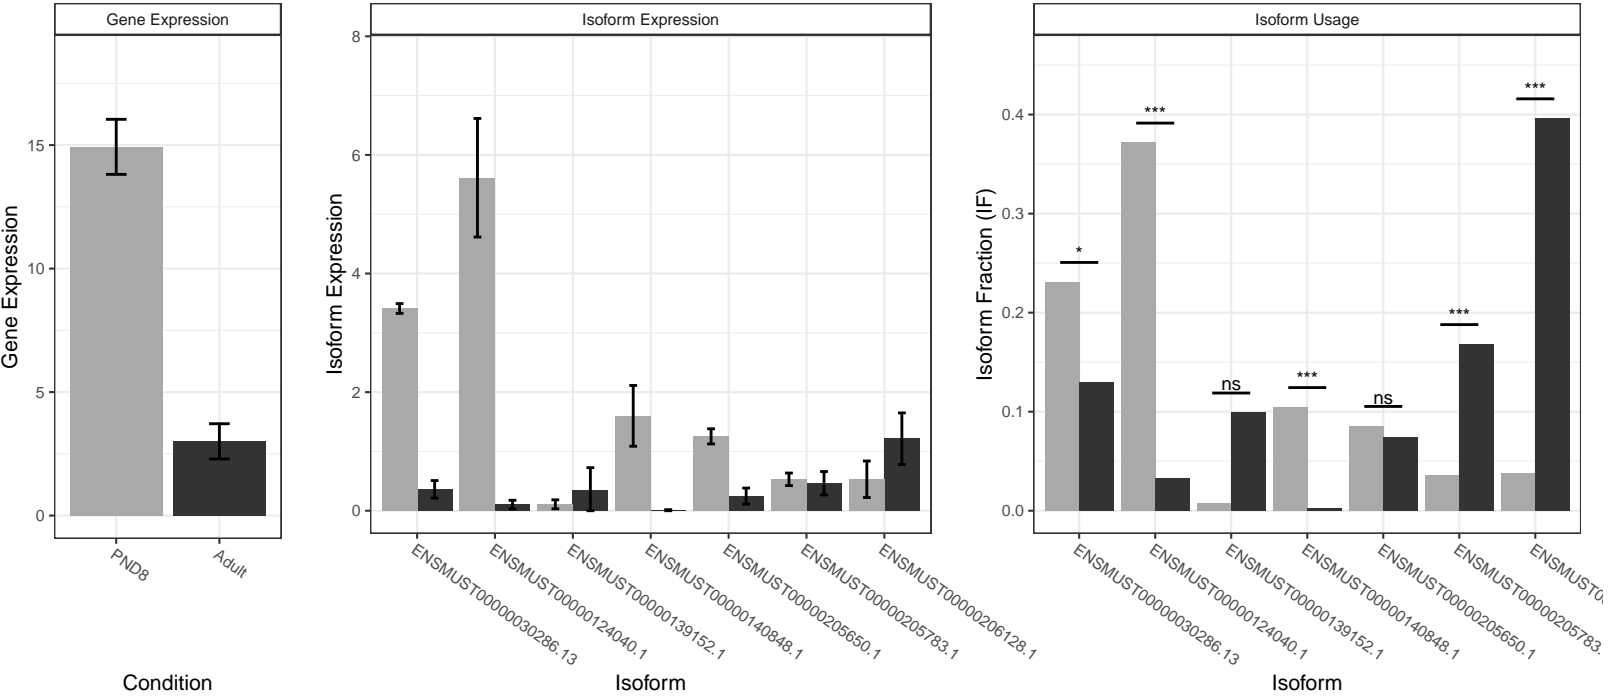 Gene Expression
Isoform Expression
Isoform Usage
Gene Expression
15
10
5
0
PND8
Adult
Condition
Isoform Expression
8
6
4
2
0
ENSMUST00000030286.13
ENSMUST00000124040.1
ENSMUST00000139152.1
ENSMUST00000140848.1
ENSMUST00000205650.1
ENSMUST00000205783.1
ENSMUST00000206128.1
Isoform
Isoform Fraction (IF)
0.4
0.3
0.2
0.1
0.0
*
***
ns
***
ns
***
***
ENSMUST00000030286.13
ENSMUST00000124040.1
ENSMUST00000139152.1
ENSMUST00000140848.1
ENSMUST00000205650.1
ENSMUST00000205783.
Isoform